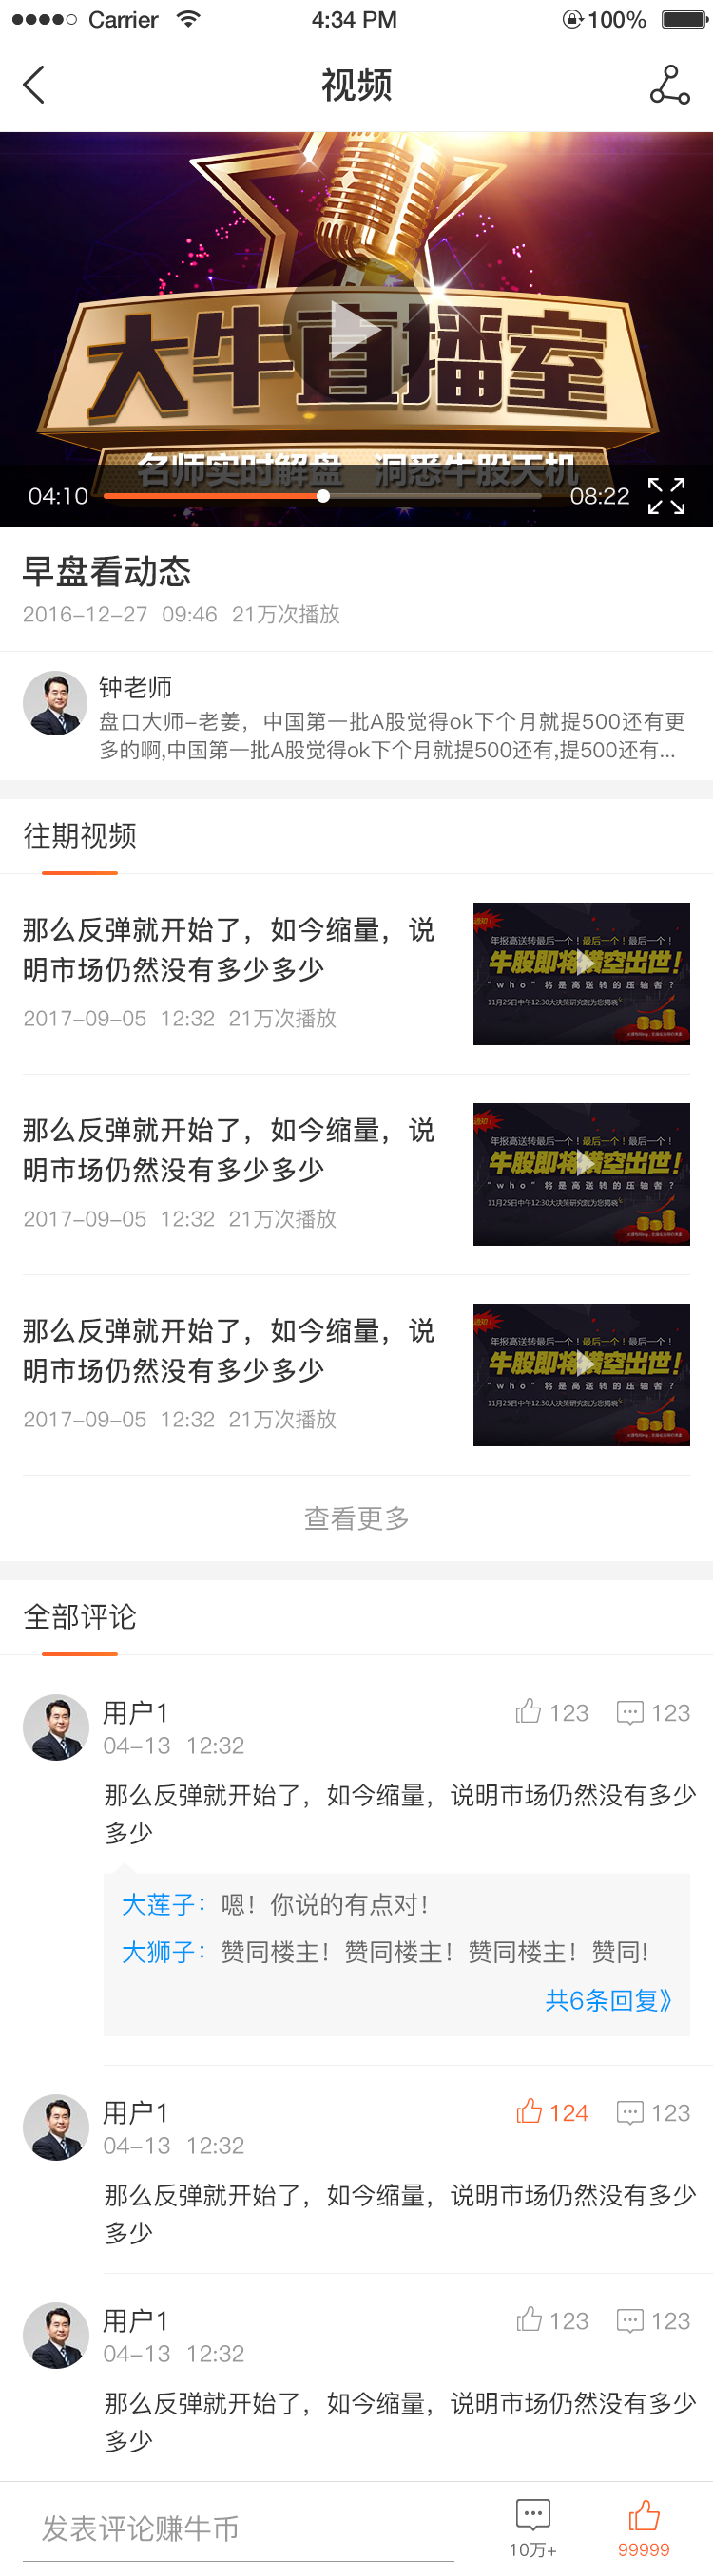 Carrier 4:34 PM 100%
视频
大牛直播室
名师实时解盘 洞悉牛股天机
04:10 08:22
早盘看动态
2016-12-27 09:46 21万次播放
钟老师
盘口大师-老姜，中国第一批A股觉得ok下个月就提500还有更
多的啊,中国第一批A股觉得ok下个月就提500还有,提500还有...
往期视频
那么反弹就开始了，如今缩量，说
明市场仍然没有多少多少
2017-09-05 12:32 21万次播放
通知！
年报高送转最后一个！最后一个！最后一个！
牛股即将横空出世！
"who" 将是高送转的压轴者？
11月25日中午12:30大决策研究院为您揭晓
那么反弹就开始了，如今缩量，说
明市场仍然没有多少多少
2017-09-05 12:32 21万次播放
通知！
年报高送转最后一个！最后一个！最后一个！
牛股即将横空出世！
"who" 将是高送转的压轴者？
11月25日中午12:30大决策研究院为您揭晓
那么反弹就开始了，如今缩量，说
明市场仍然没有多少多少
2017-09-05 12:32 21万次播放
通知！
年报高送转最后一个！最后一个！最后一个！
牛股即将横空出世！
"who" 将是高送转的压轴者？
11月25日中午12:30大决策研究院为您揭晓
查看更多
全部评论
用户1 123 123
04-13 12:32
那么反弹就开始了，如今缩量，说明市场仍然没有多少
多少
大莲子：嗯！你说的有点对！
大狮子：赞同楼主！赞同楼主！赞同楼主！赞同!
共6条回复》
用户1 124 123
04-13 12:32
那么反弹就开始了，如今缩量，说明市场仍然没有多少
多少
用户1 123 123
04-13 12:32
那么反弹就开始了，如今缩量，说明市场仍然没有多少
多少
发表评论赚牛币 10万+ 99999